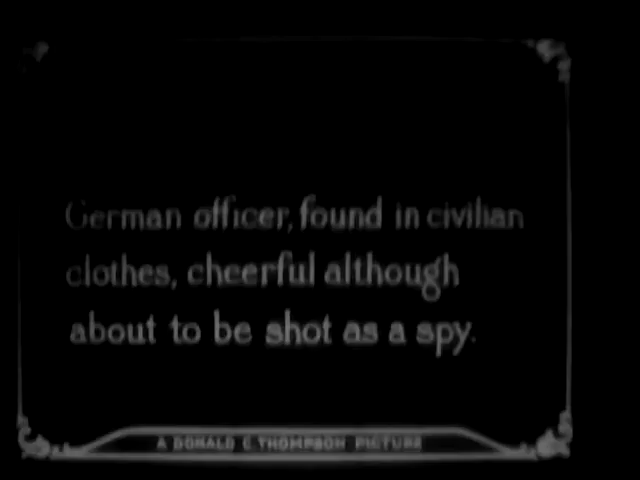 German officer, found in civilian
clothes, cheerful although
about to be shot as a spy.
A DONALD C. THOMPSON PICTURE